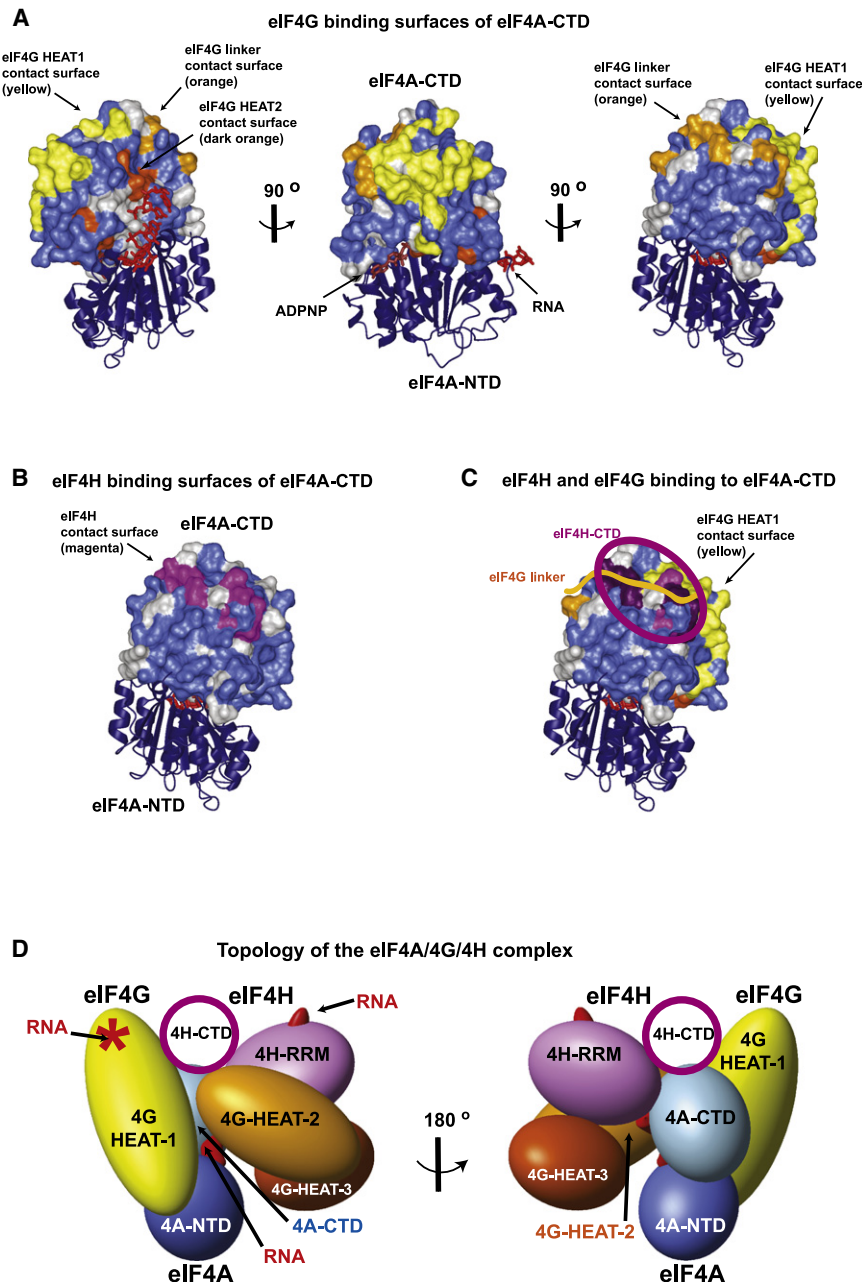 A
eIF4G binding surfaces of eIF4A-CTD
eIF4G HEAT1
contact surface
(yellow)
eIF4G linker
contact surface
(orange)
eIF4G HEAT2
contact surface
(dark orange)
eIF4A-CTD
eIF4G linker
contact surface
(orange)
eIF4G HEAT1
contact surface
(yellow)
90 o
90 o
ADPNP
RNA
eIF4A-NTD
B
eIF4H binding surfaces of eIF4A-CTD
eIF4H
contact surface
(magenta)
eIF4A-CTD
eIF4A-NTD
C
eIF4H and eIF4G binding to eIF4A-CTD
eIF4H-CTD
eIF4G HEAT1
contact surface
(yellow)
eIF4G linker
D
Topology of the eIF4A/4G/4H complex
eIF4G
eIF4H
RNA
RNA
*
4H-CTD
4H-RRM
4G
HEAT-1
4G-HEAT-2
4G-HEAT-3
4A-NTD
4A-CTD
RNA
eIF4A
180 o
eIF4H
eIF4G
4H-CTD
4H-RRM
4G
HEAT-1
4A-CTD
4G-HEAT-3
4G-HEAT-2
4A-NTD
eIF4A